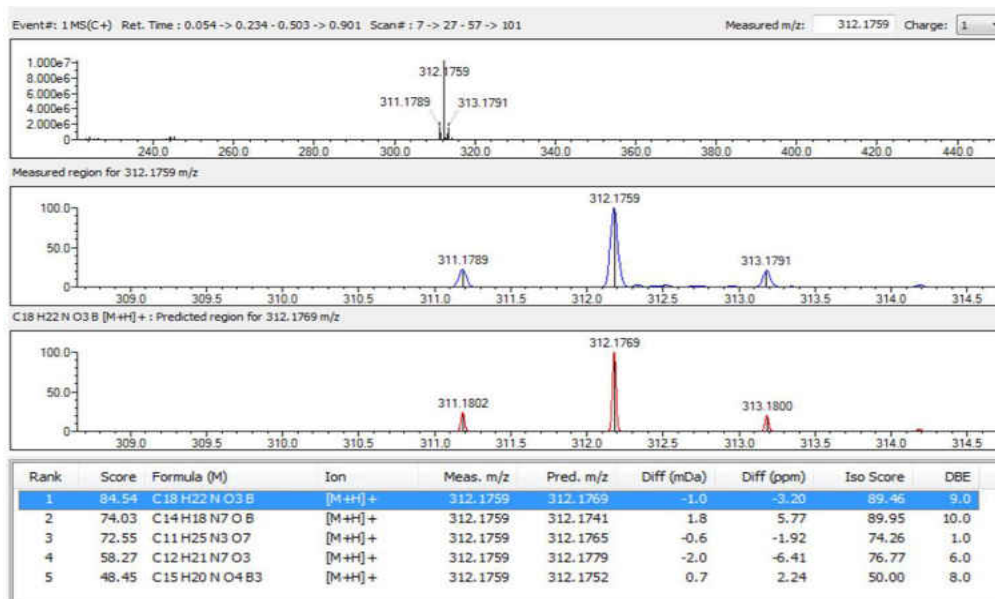 Event#: 1 MS(C+) Ret. Time : 0.054 -> 0.234 - 0.503 -> 0.901 Scan# : 7 -> 27 - 57 -> 101 Measured m/z: 312.1759 Charge: 1
1.000e7
8.000e6
6.000e6
4.000e6
2.000e6
0
312.1759
311.1789 313.1791
240.0 260.0 280.0 300.0 320.0 340.0 360.0 380.0 400.0 420.0 440.0
Measured region for 312.1759 m/z
100.0
50.0
0
312.1759
311.1789 313.1791
309.0 309.5 310.0 310.5 311.0 311.5 312.0 312.5 313.0 313.5 314.0 314.5
C18 H22 N O3 B [M+H]+ : Predicted region for 312.1769 m/z
100.0
50.0
0
312.1769
311.1802 313.1800
309.0 309.5 310.0 310.5 311.0 311.5 312.0 312.5 313.0 313.5 314.0 314.5
Rank Score Formula (M) Ion Meas. m/z Pred. m/z Diff (mDa) Diff (ppm) Iso Score DBE
1 84.54 C18 H22 N O3 B [M+H]+ 312.1759 312.1769 -1.0 -3.20 89.46 9.0
2 74.03 C14 H18 N7 O B [M+H]+ 312.1759 312.1741 1.8 5.77 89.95 10.0
3 72.55 C11 H25 N3 O7 [M+H]+ 312.1759 312.1765 -0.6 -1.92 74.26 1.0
4 58.27 C12 H21 N7 O3 [M+H]+ 312.1759 312.1779 -2.0 -6.41 76.77 6.0
5 48.45 C15 H20 N O4 B3 [M+H]+ 312.1759 312.1752 0.7 2.24 50.00 8.0